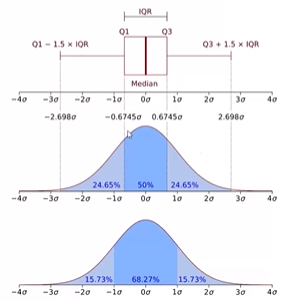 IQR
Q1 Q3
Q1 − 1.5 × IQR Q3 + 1.5 × IQR
Median
−4σ −3σ −2σ −1σ 0σ 1σ 2σ 3σ 4σ
−2.698σ −0.6745σ 0.6745σ 2.698σ
24.65% 50% 24.65%
−4σ −3σ −2σ −1σ 0σ 1σ 2σ 3σ 4σ
15.73% 68.27% 15.73%
−4σ −3σ −2σ −1σ 0σ 1σ 2σ 3σ 4σ